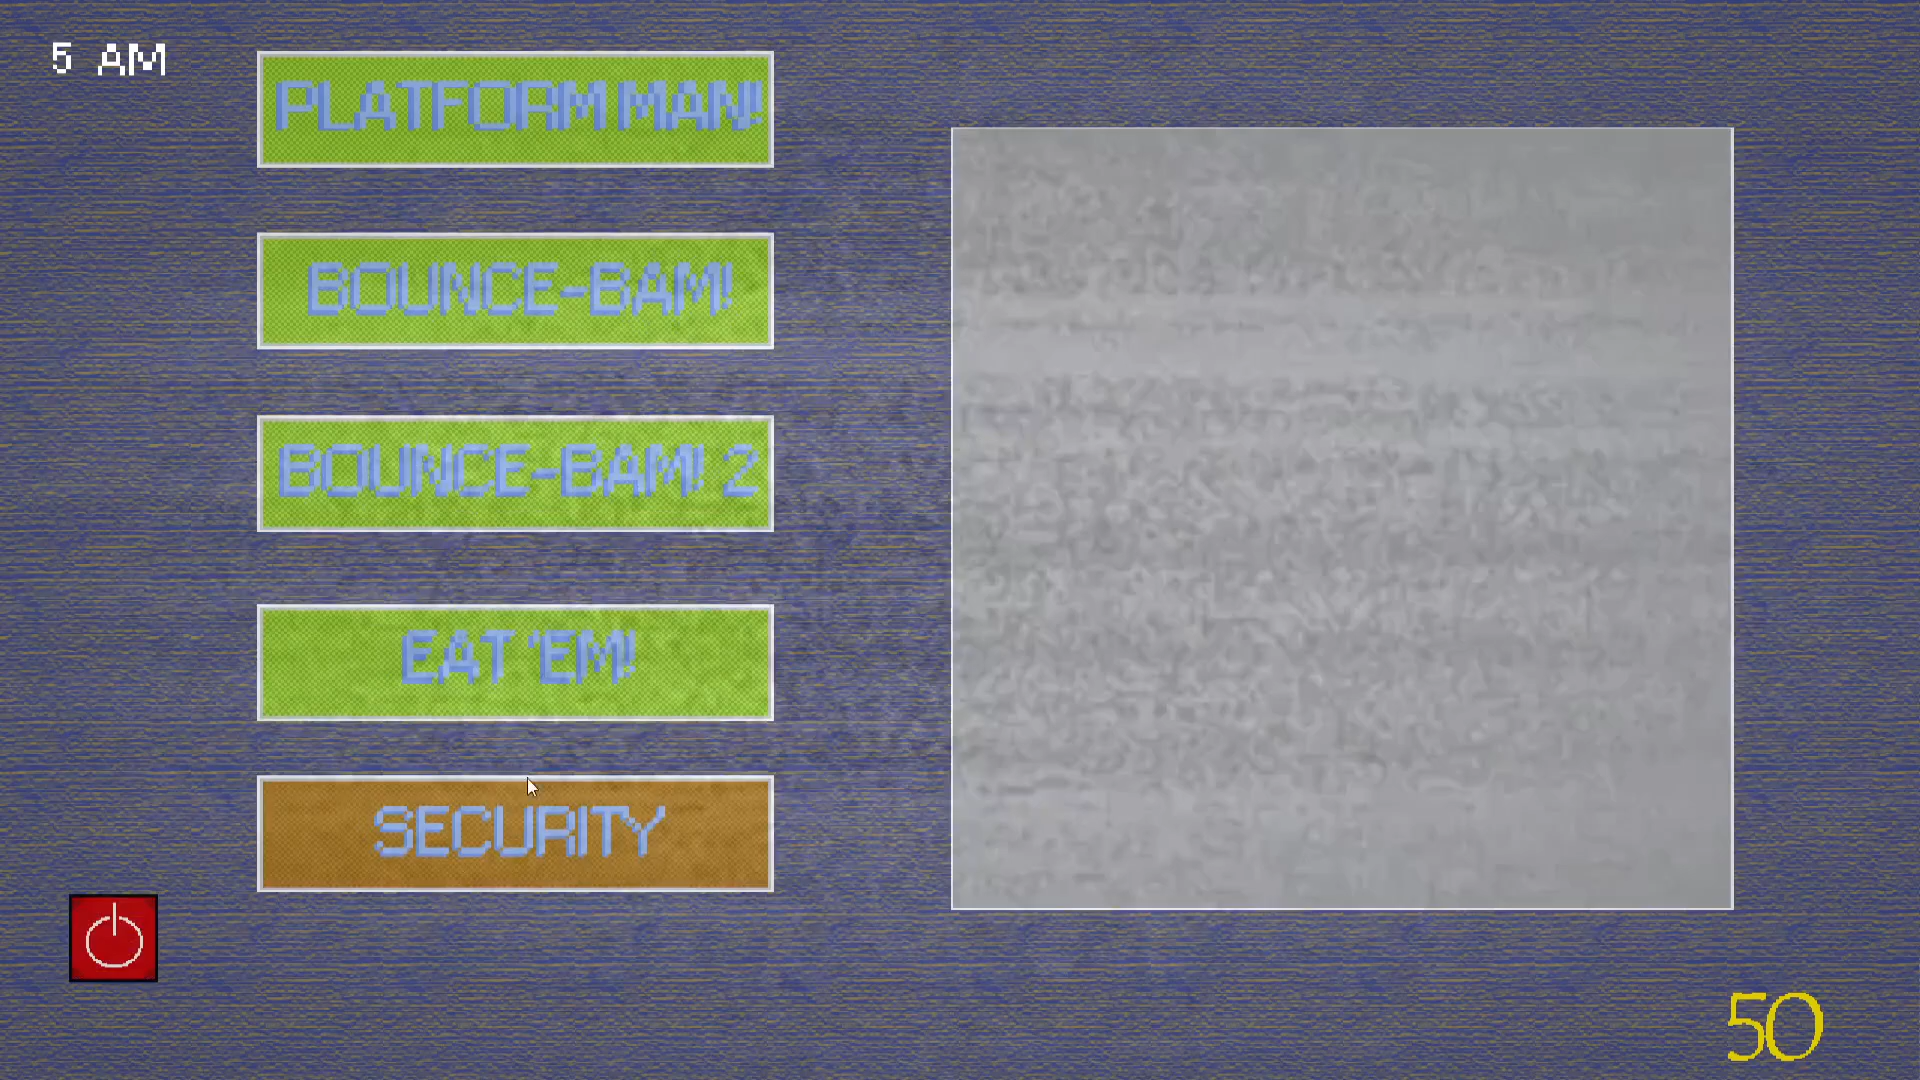 5 AM
PLATFORM MAN!
BOUNCE-BAM!
BOUNCE-BAM! 2
EAT 'EM!
SECURITY
50